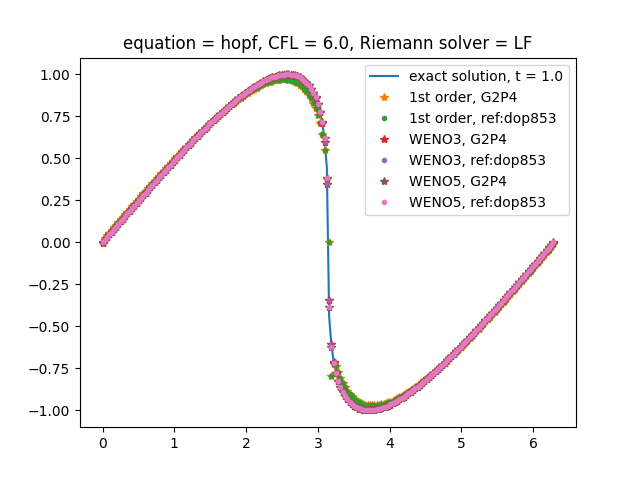 equation = hopf, CFL = 6.0, Riemann solver = LF
exact solution, t = 1.0
1st order, G2P4
1st order, ref:dop853
WENO3, G2P4
WENO3, ref:dop853
WENO5, G2P4
WENO5, ref:dop853
1.00
0.75
0.50
0.25
0.00
−0.25
−0.50
−0.75
−1.00
0 1 2 3 4 5 6